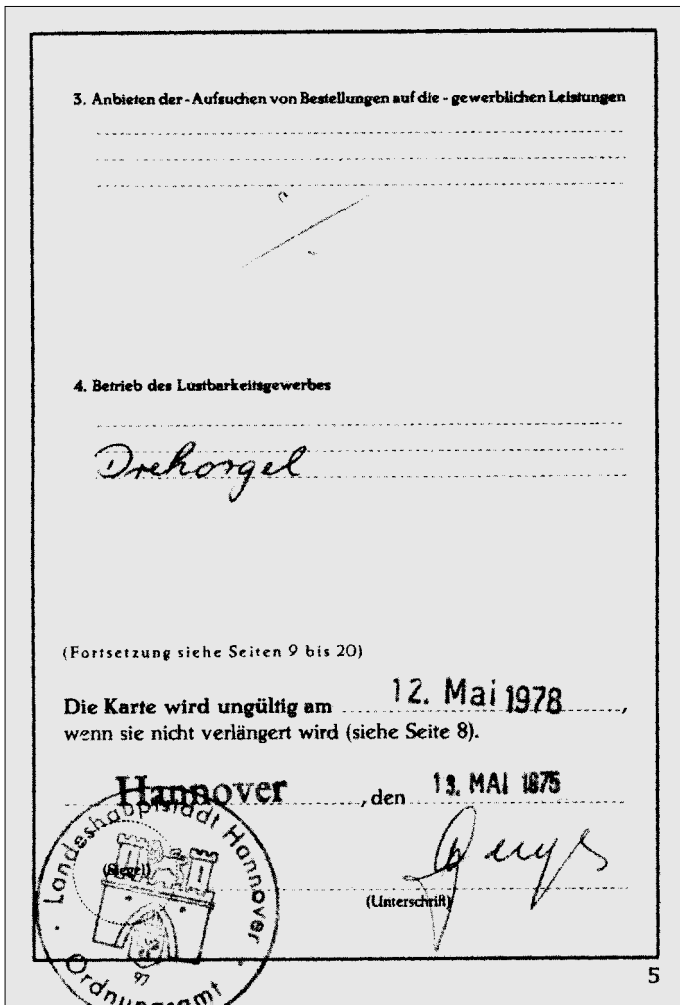 3. Anbieten der - Aufsuchen von Bestellungen auf die - gewerblichen Leistungen
4. Betrieb des Lustbarkeitsgewerbes
Drehorgel
(Fortsetzung siehe Seiten 9 bis 20)
Die Karte wird ungültig am 12. Mai 1978,
wenn sie nicht verlängert wird (siehe Seite 8).
Hannover, den 13. MAI 1975
(Siegel)
(Unterschrift)
Landeshauptstadt Hannover
Ordnungsamt
97
5